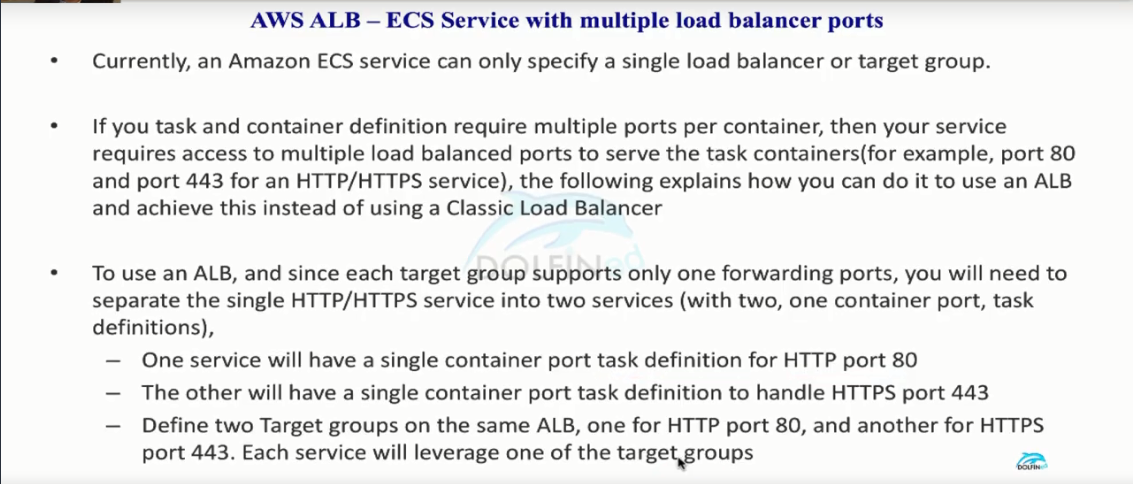 AWS ALB – ECS Service with multiple load balancer ports
• Currently, an Amazon ECS service can only specify a single load balancer or target group.
• If you task and container definition require multiple ports per container, then your service
requires access to multiple load balanced ports to serve the task containers(for example, port 80
and port 443 for an HTTP/HTTPS service), the following explains how you can do it to use an ALB
and achieve this instead of using a Classic Load Balancer
DOLFINed
• To use an ALB, and since each target group supports only one forwarding ports, you will need to
separate the single HTTP/HTTPS service into two services (with two, one container port, task
definitions),
– One service will have a single container port task definition for HTTP port 80
– The other will have a single container port task definition to handle HTTPS port 443
– Define two Target groups on the same ALB, one for HTTP port 80, and another for HTTPS
port 443. Each service will leverage one of the target groups
DOLFINed